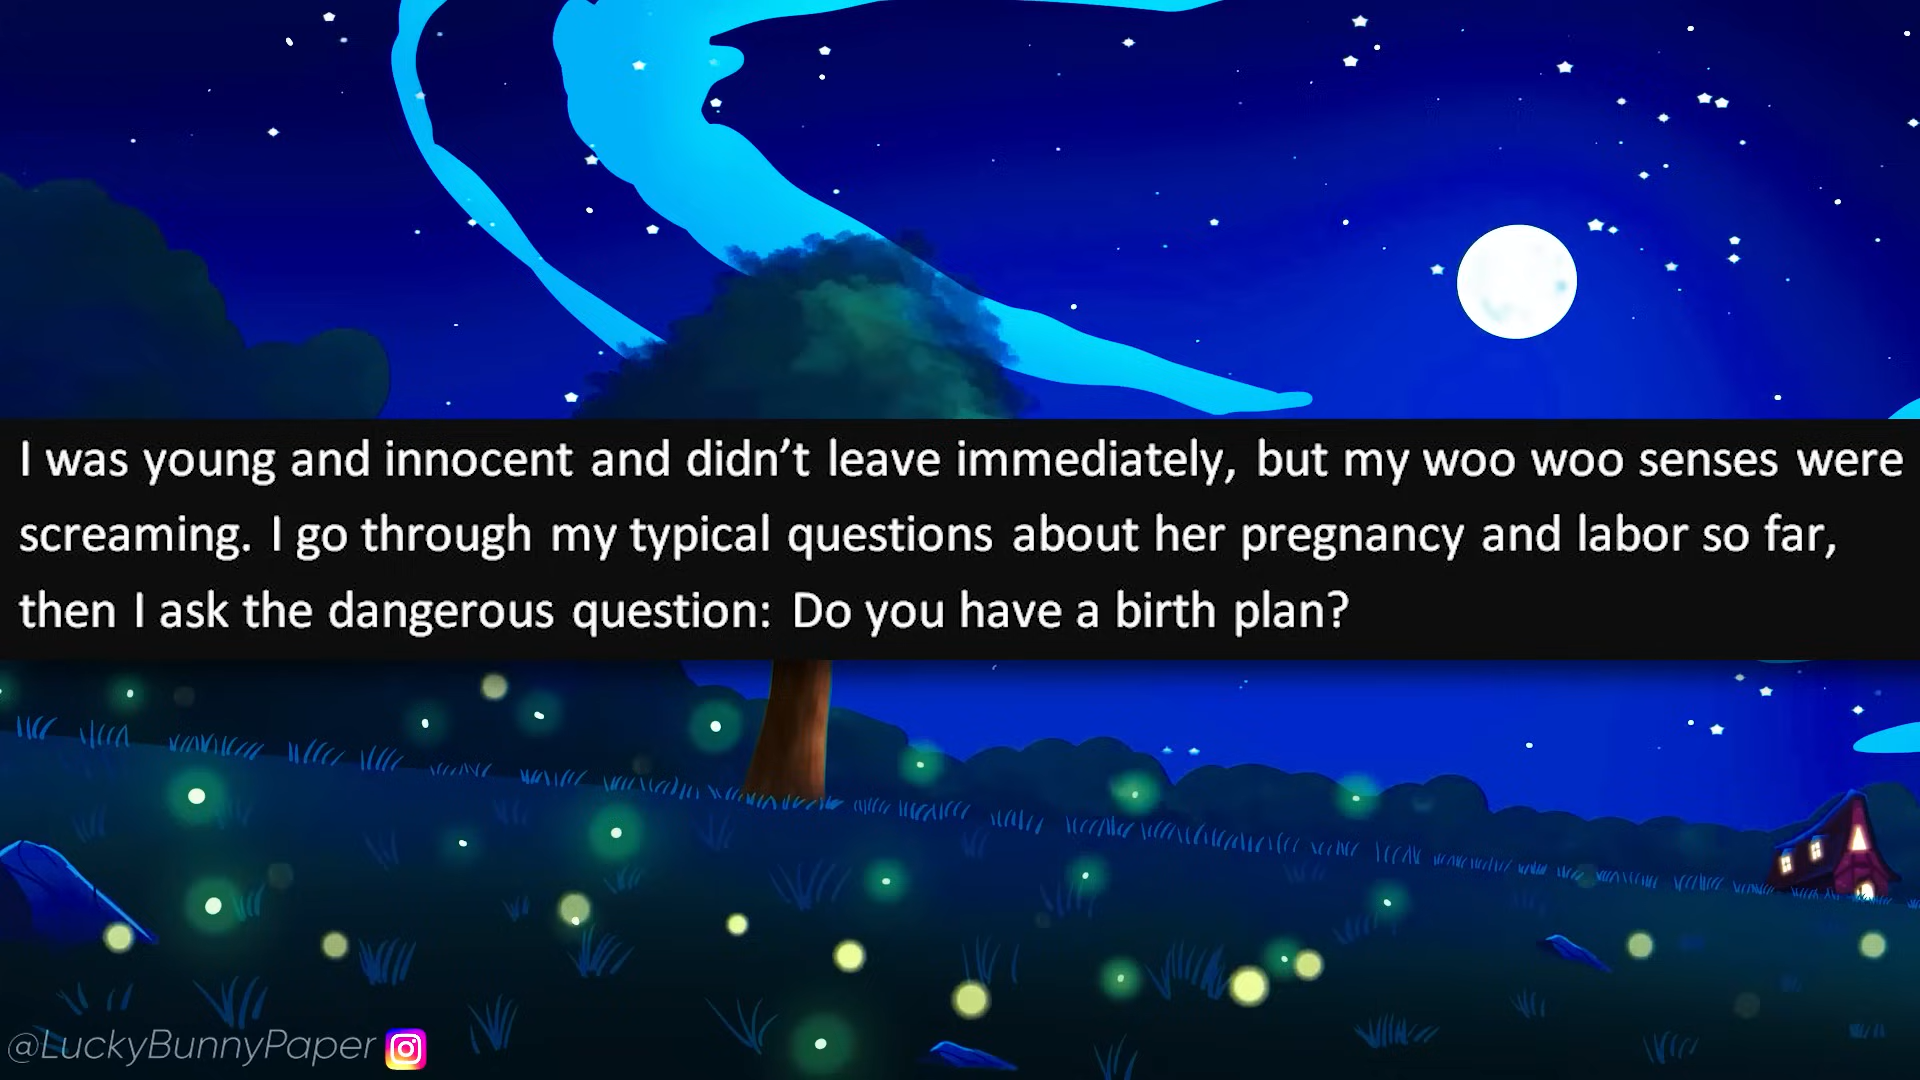 I was young and innocent and didn’t leave immediately, but my woo woo senses were
screaming. I go through my typical questions about her pregnancy and labor so far,
then I ask the dangerous question: Do you have a birth plan?
@LuckyBunnyPaper